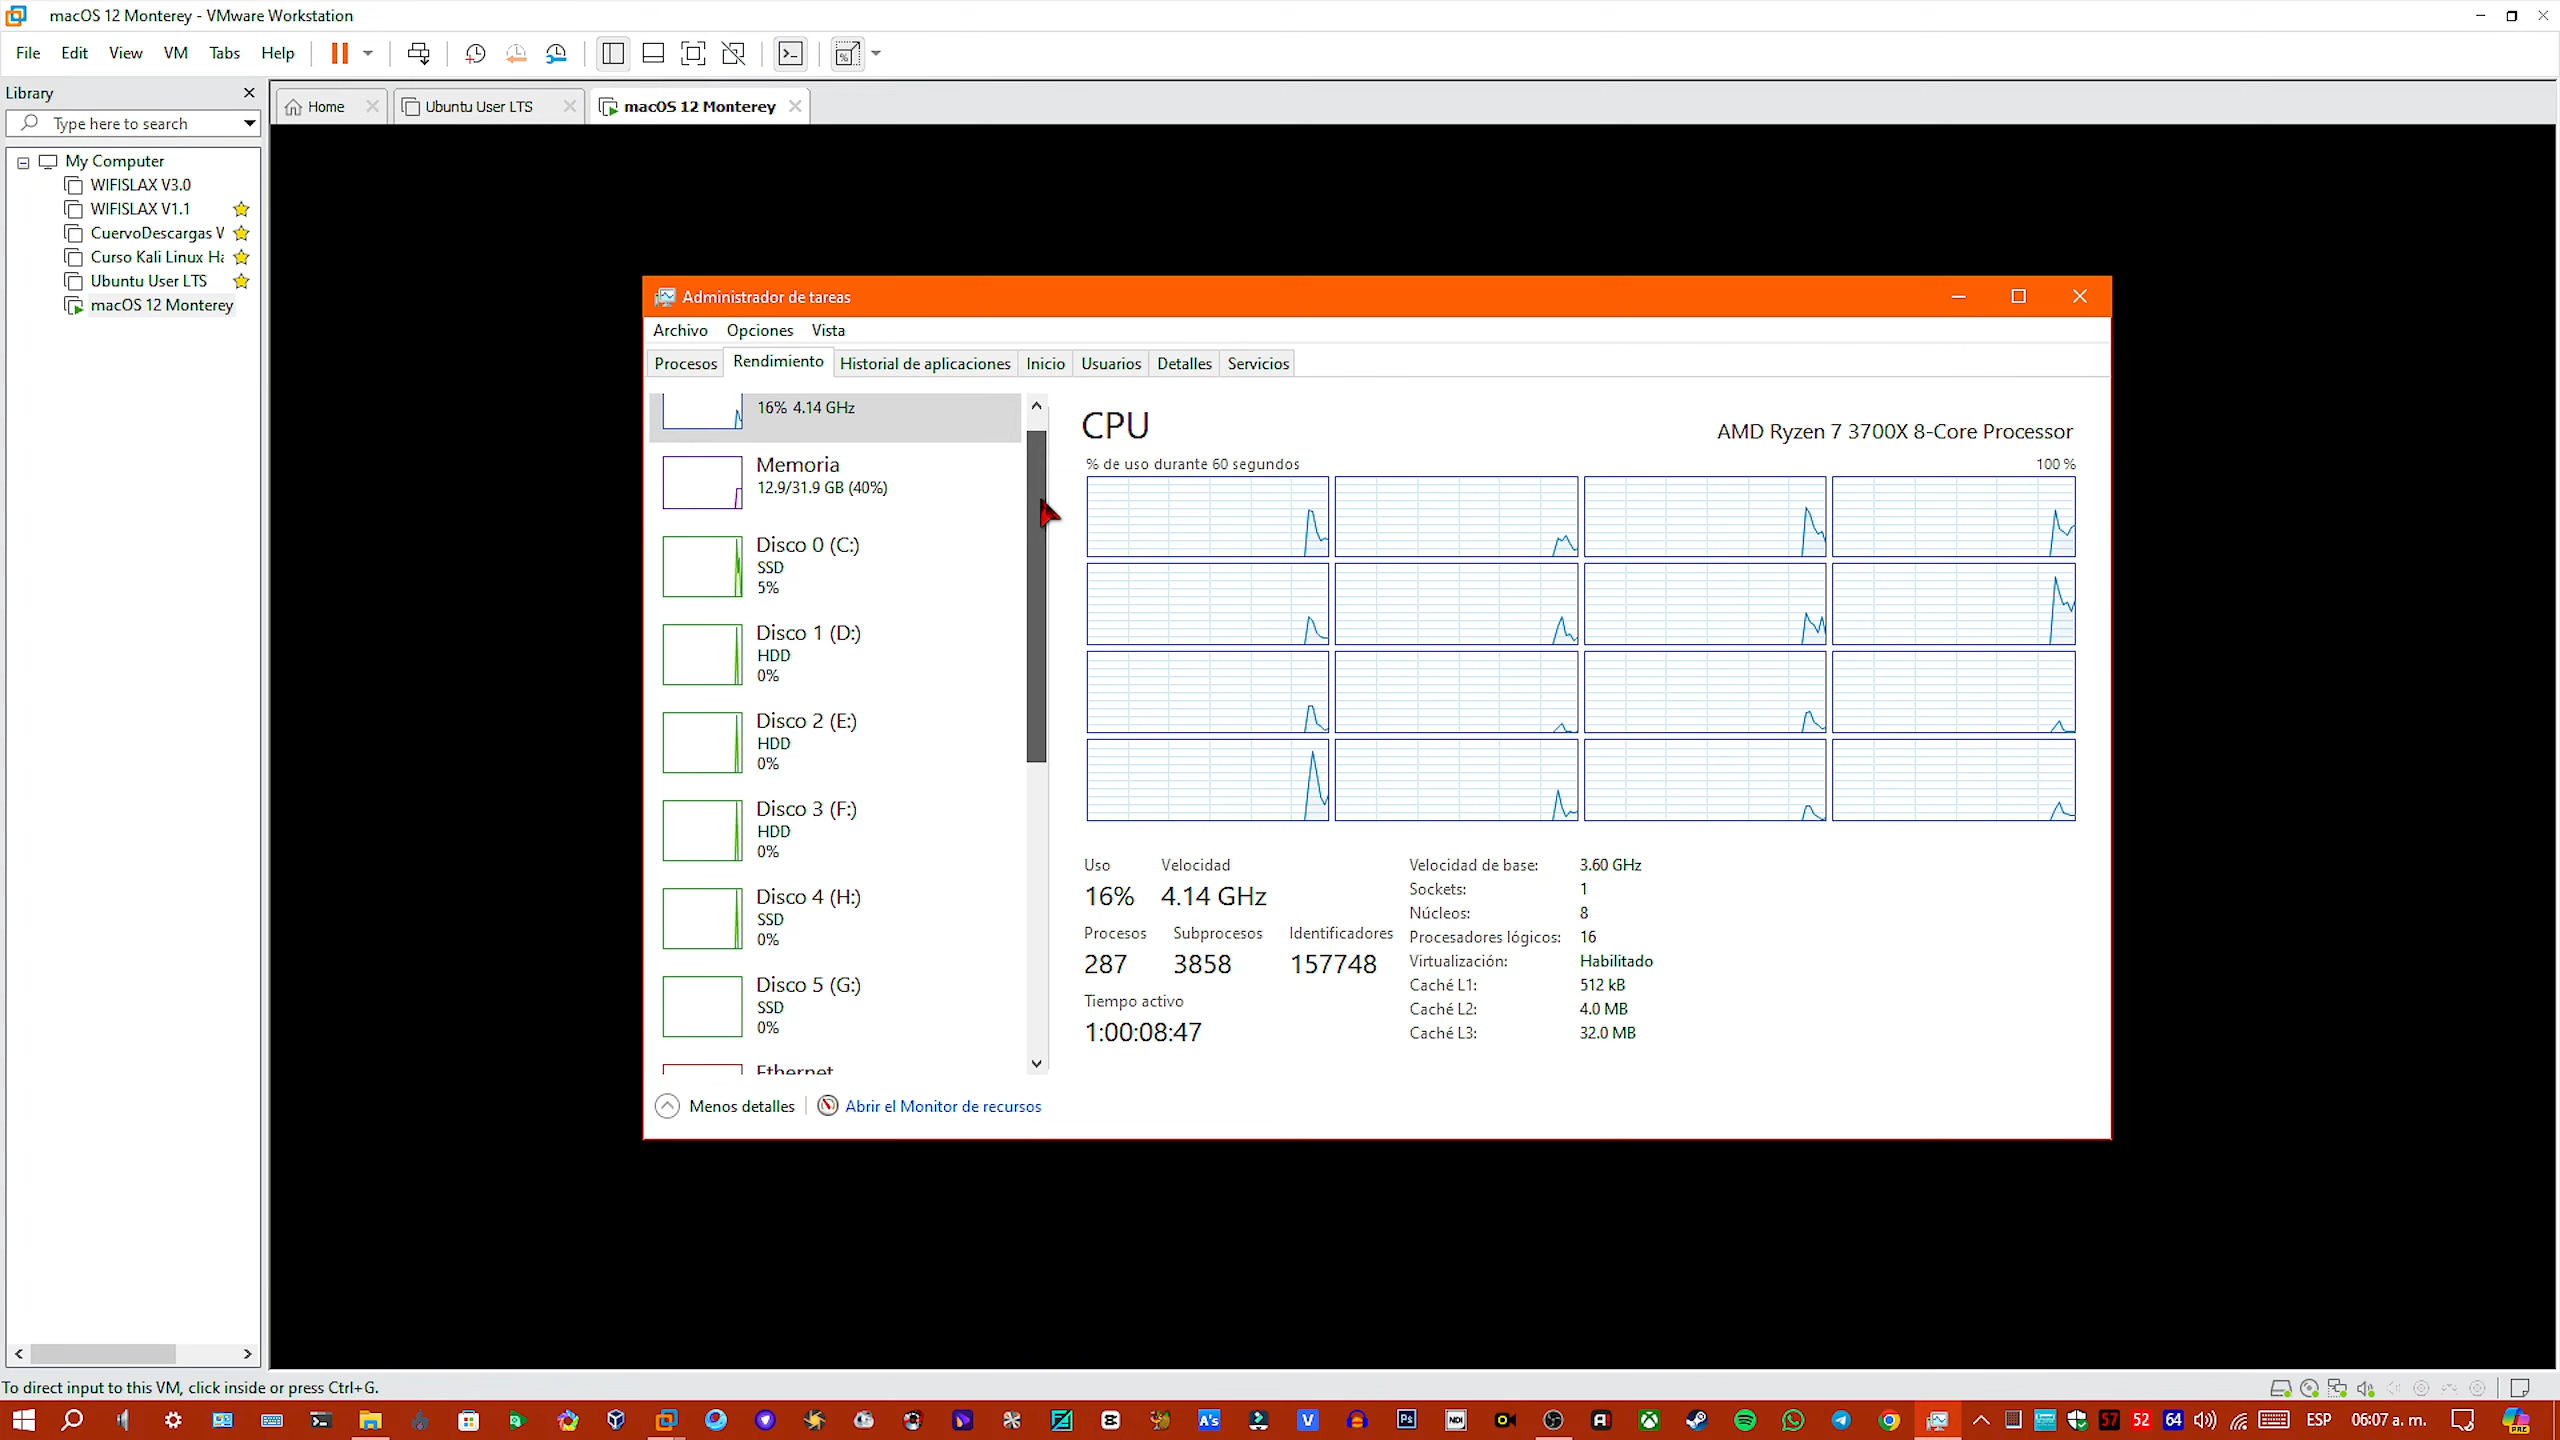 macOS 12 Monterey - VMware Workstation
File Edit View VM Tabs Help
Library
Type here to search
Home
Ubuntu User LTS
macOS 12 Monterey
My Computer
WIFISLAX V3.0
WIFISLAX V1.1
CuervoDescargas V
Curso Kali Linux Ha
Ubuntu User LTS
macOS 12 Monterey
Administrador de tareas
Archivo Opciones Vista
Procesos Rendimiento Historial de aplicaciones Inicio Usuarios Detalles Servicios
16% 4.14 GHz
Memoria
12.9/31.9 GB (40%)
Disco 0 (C:)
SSD
5%
Disco 1 (D:)
HDD
0%
Disco 2 (E:)
HDD
0%
Disco 3 (F:)
HDD
0%
Disco 4 (H:)
SSD
0%
Disco 5 (G:)
SSD
0%
Ethernet
CPU
AMD Ryzen 7 3700X 8-Core Processor
% de uso durante 60 segundos
100 %
Uso Velocidad
16% 4.14 GHz
Procesos Subprocesos Identificadores
287 3858 157748
Tiempo activo
1:00:08:47
Velocidad de base: 3.60 GHz
Sockets: 1
Núcleos: 8
Procesadores lógicos: 16
Virtualización: Habilitado
Caché L1: 512 kB
Caché L2: 4.0 MB
Caché L3: 32.0 MB
Menos detalles
Abrir el Monitor de recursos
To direct input to this VM, click inside or press Ctrl+G.
A's
V
Ps
NDI
57 52 64
ESP
06:07 a. m.
PRE